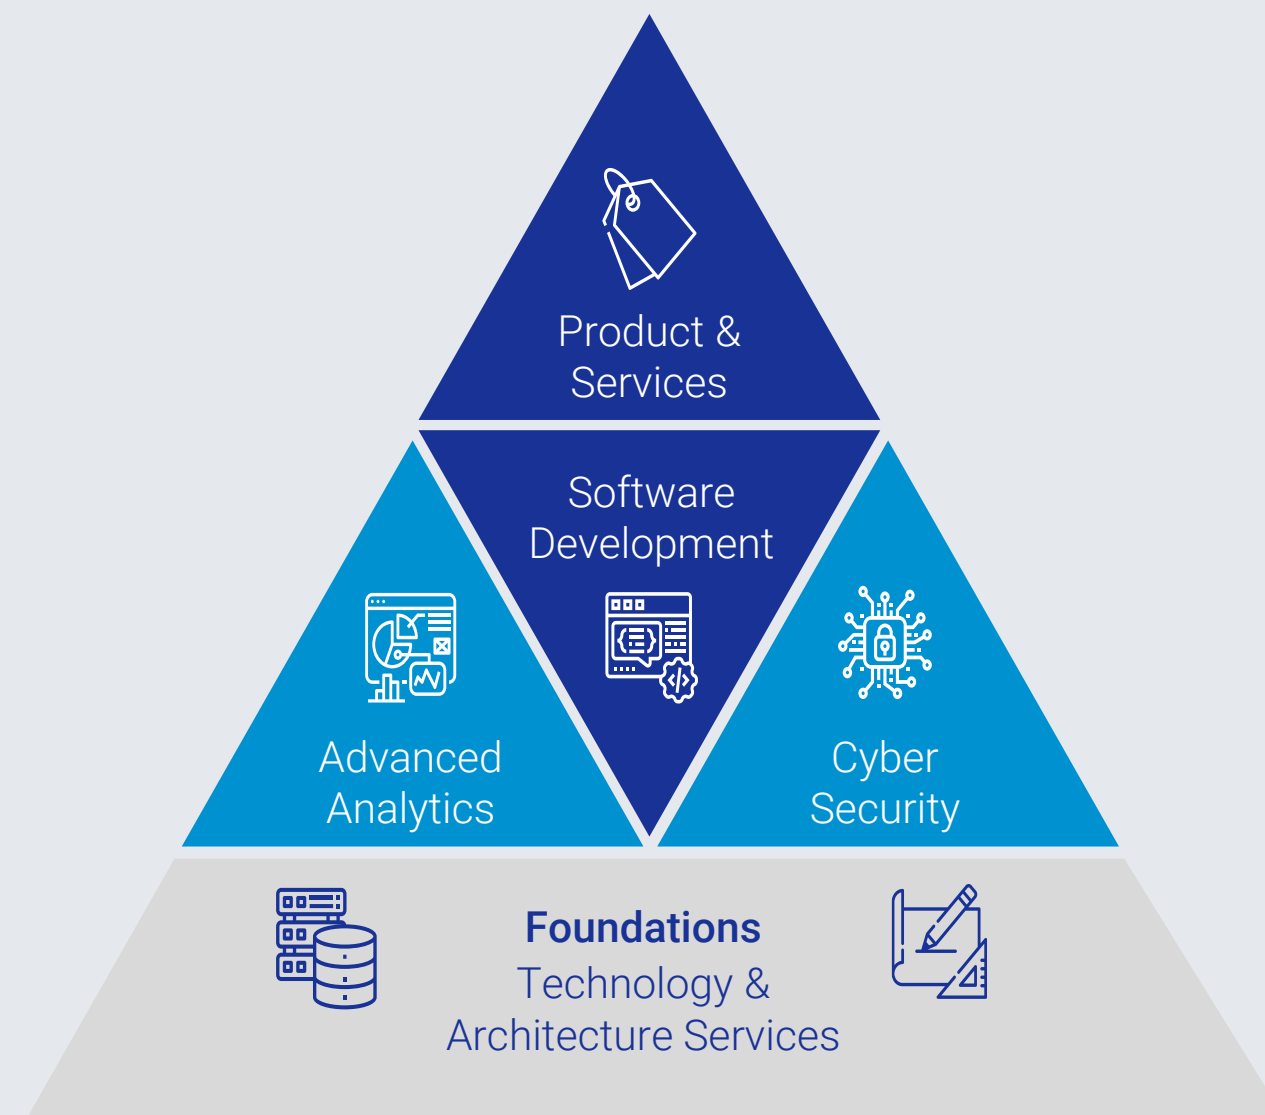 Product &
Services
Software
Development
Advanced
Analytics
Cyber
Security
Foundations
Technology &
Architecture Services